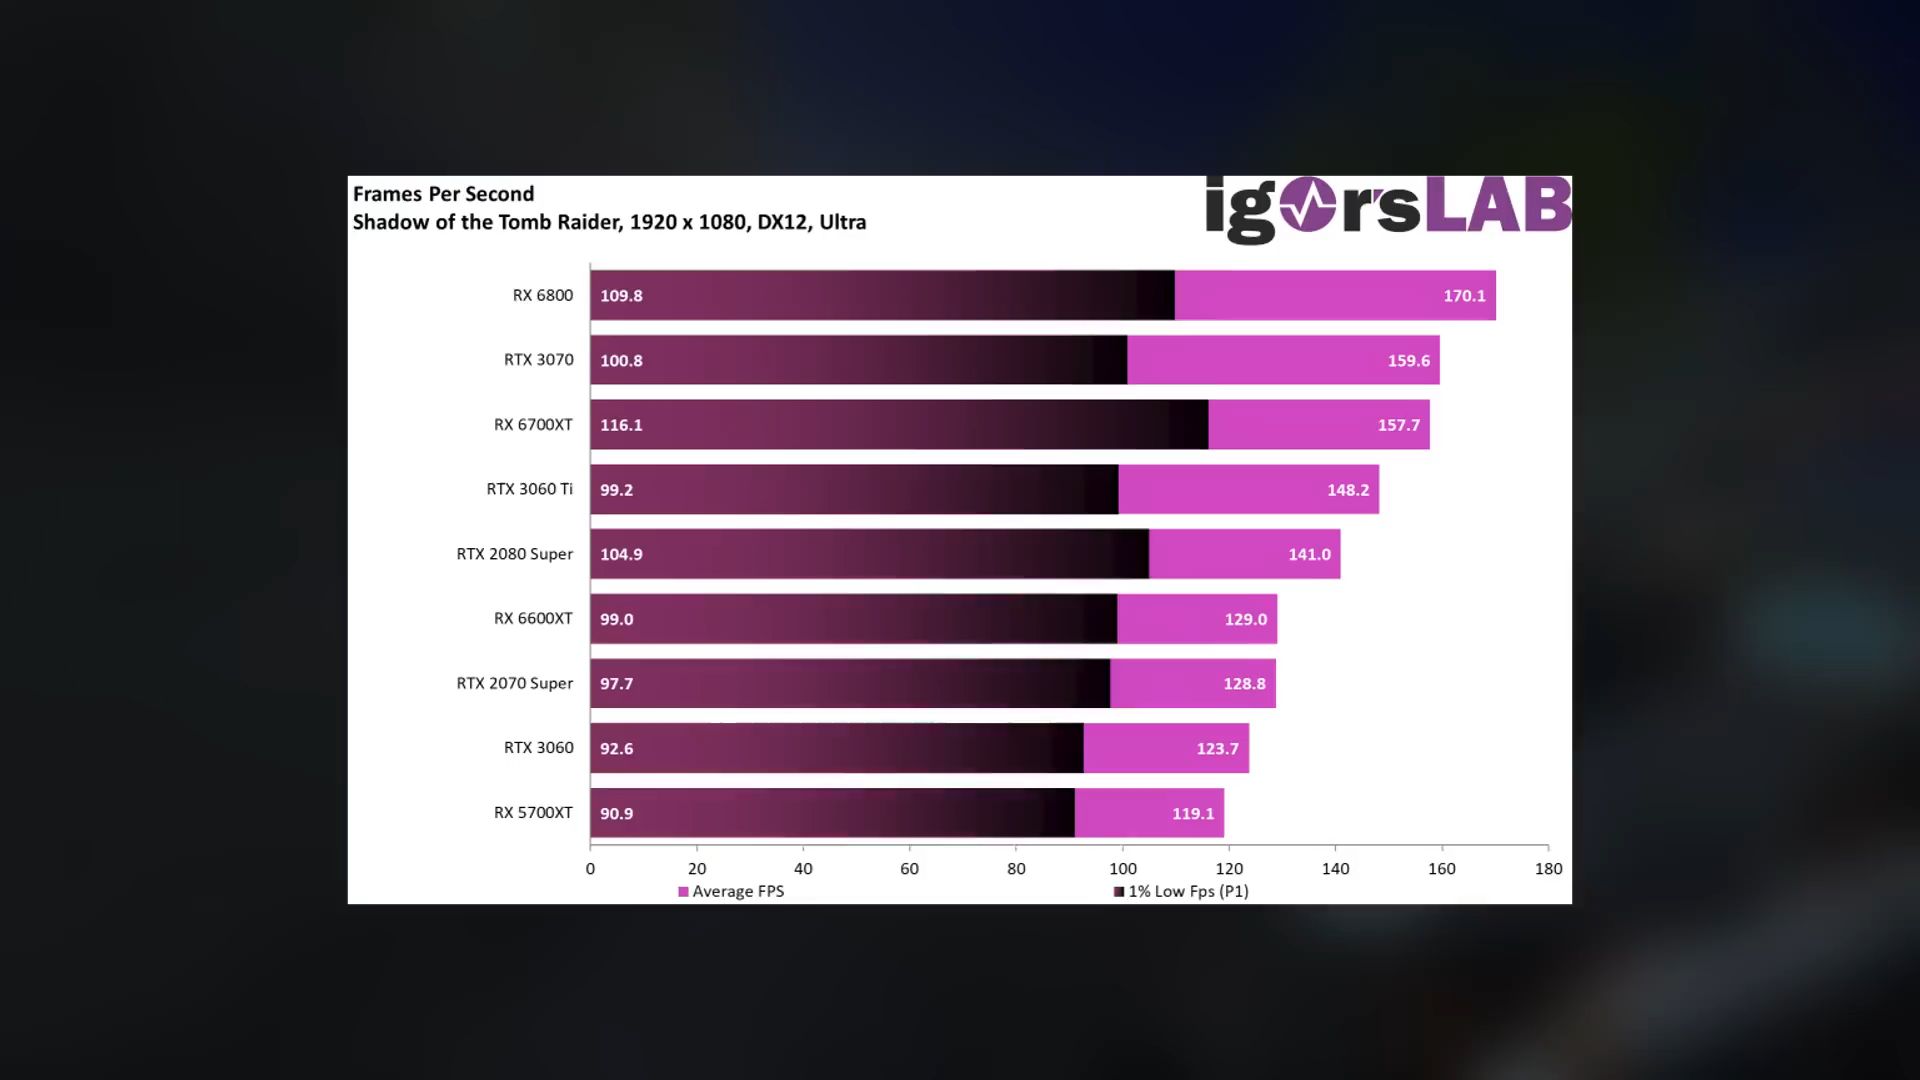 Frames Per Second
Shadow of the Tomb Raider, 1920 x 1080, DX12, Ultra
igorsLAB
RX 6800 109.8 170.1
RTX 3070 100.8 159.6
RX 6700XT 116.1 157.7
RTX 3060 Ti 99.2 148.2
RTX 2080 Super 104.9 141.0
RX 6600XT 99.0 129.0
RTX 2070 Super 97.7 128.8
RTX 3060 92.6 123.7
RX 5700XT 90.9 119.1
0 20 40 60 80 100 120 140 160 180
Average FPS 1% Low Fps (P1)